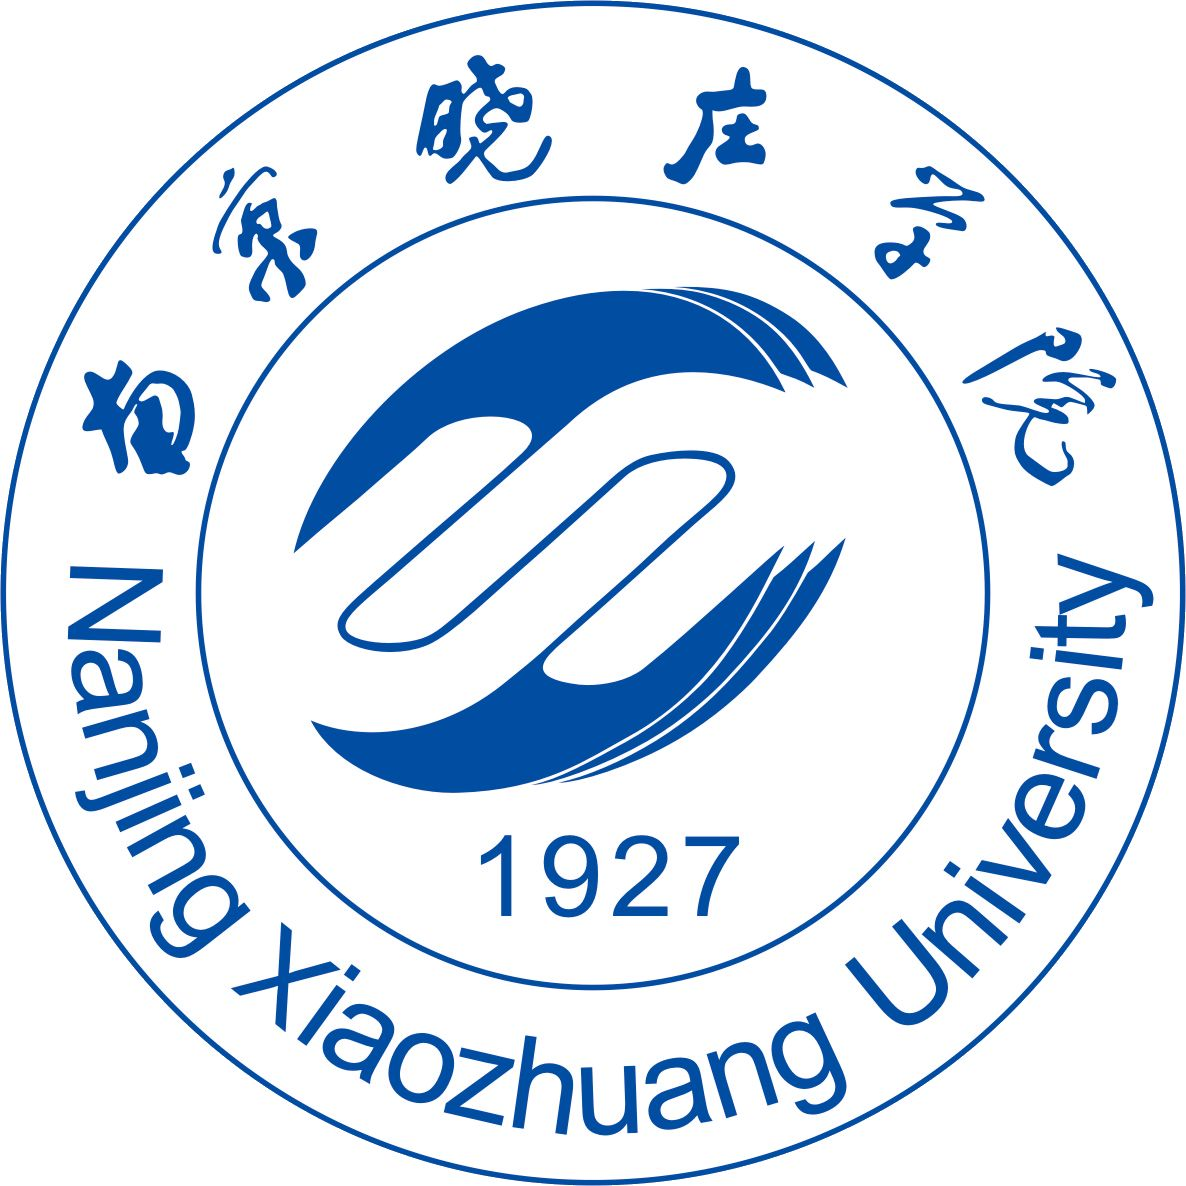 南京晓庄学院
1927
Nanjing Xiaozhuang University